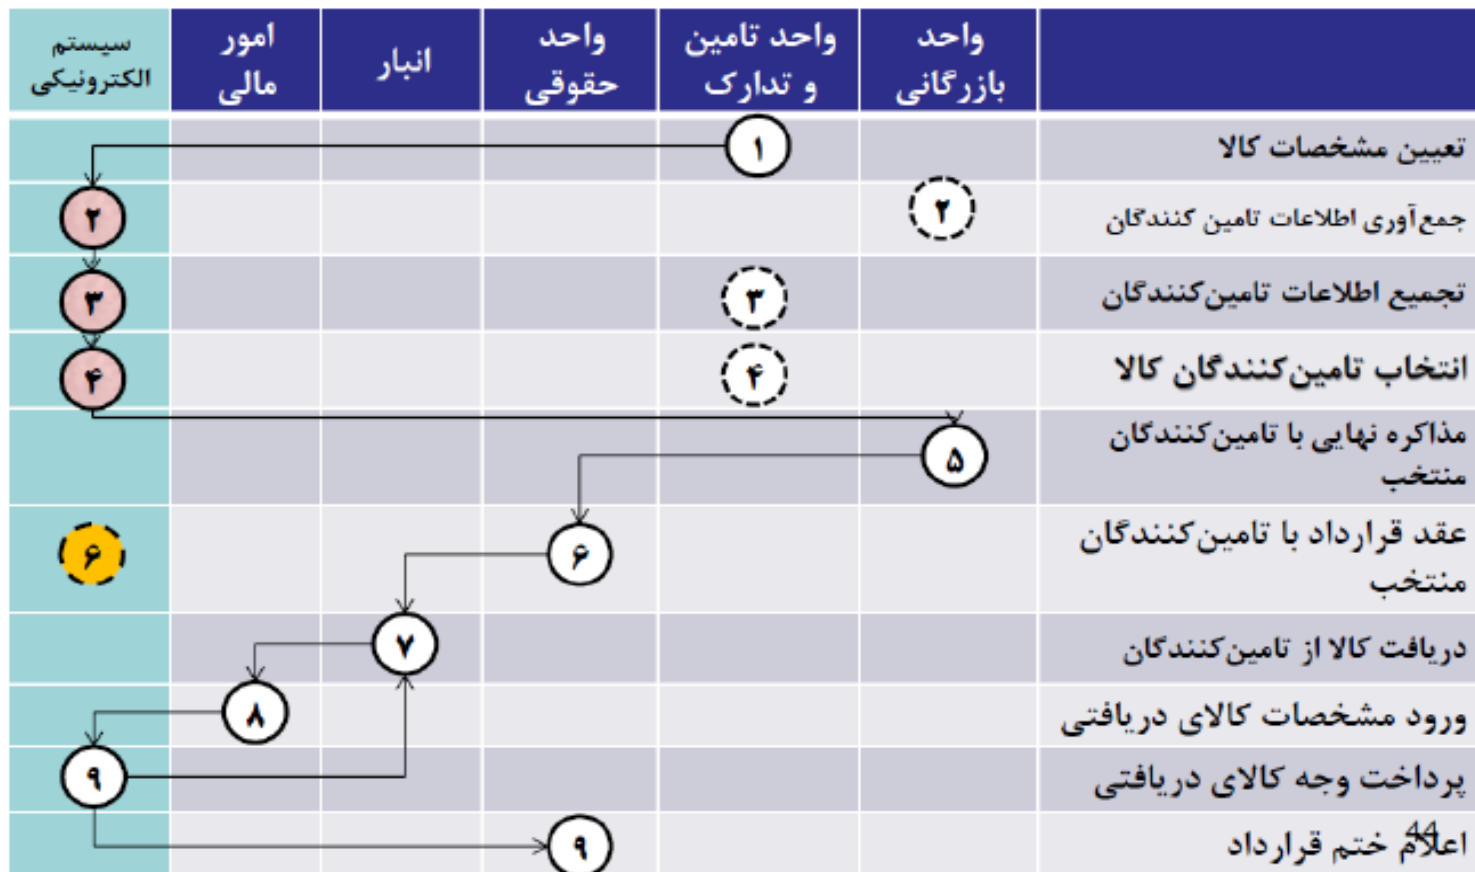 واحد بازرگانی
واحد تامین و تدارک
واحد حقوقی
انبار
امور مالی
سیستم الکترونیکی
تعیین مشخصات کالا
۱
جمع‌آوری اطلاعات تامین کنندگان
۲
۲
تجمیع اطلاعات تامین‌کنندگان
۳
۳
انتخاب تامین‌کنندگان کالا
۴
۴
مذاکره نهایی با تامین‌کنندگان
منتخب
۵
عقد قرارداد با تامین‌کنندگان
منتخب
۶
۶
دریافت کالا از تامین‌کنندگان
۷
ورود مشخصات کالای دریافتی
۸
پرداخت وجه کالای دریافتی
۹
اعلام ختم قرارداد
۹
44